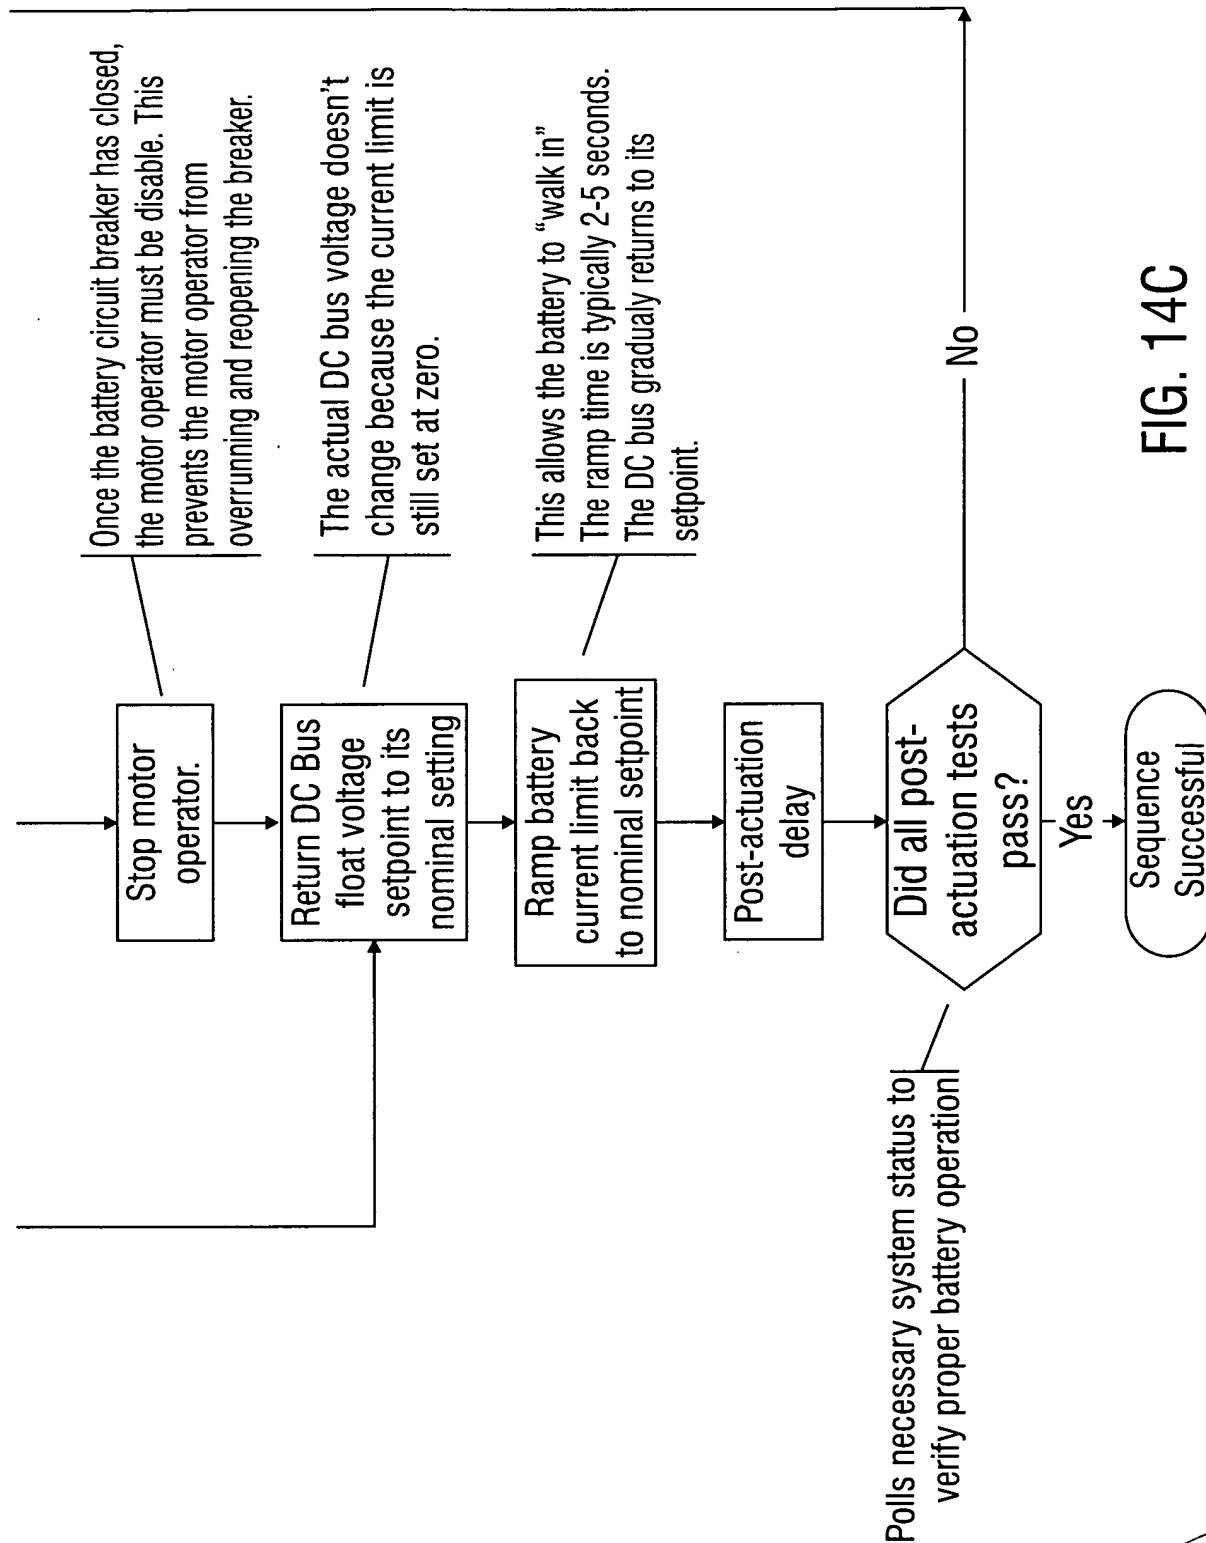 Once the battery circuit breaker has closed,
the motor operator must be disable. This
prevents the motor operator from
overrunning and reopening the breaker.
Stop motor
operator.
The actual DC bus voltage doesn't
change because the current limit is
still set at zero.
Return DC Bus
float voltage
setpoint to its
nominal setting
This allows the battery to “walk in”
The ramp time is typically 2-5 seconds.
The DC bus gradualy returns to its
setpoint.
Ramp battery
current limit back
to nominal setpoint
Post-actuation
delay
Polls necessary system status to
verify proper battery operation
Did all post-
actuation tests
pass?
No
Yes
Sequence
Successful
FIG. 14C